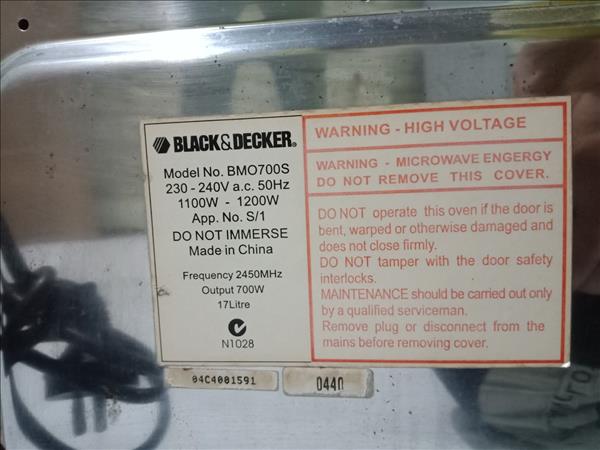 BLACK&DECKER®
Model No. BMO700S
230 - 240V a.c. 50Hz
1100W - 1200W
App. No. S/1
DO NOT IMMERSE
Made in China
Frequency 2450MHz
Output 700W
17Litre
N1028
WARNING - HIGH VOLTAGE
WARNING - MICROWAVE ENGERGY
DO NOT REMOVE THIS COVER.
DO NOT operate this oven if the door is
bent, warped or otherwise damaged and
does not close firmly.
DO NOT tamper with the door safety
interlocks.
MAINTENANCE should be carried out only
by a qualified serviceman.
Remove plug or disconnect from the
mains before removing cover.
04C4001591
0440